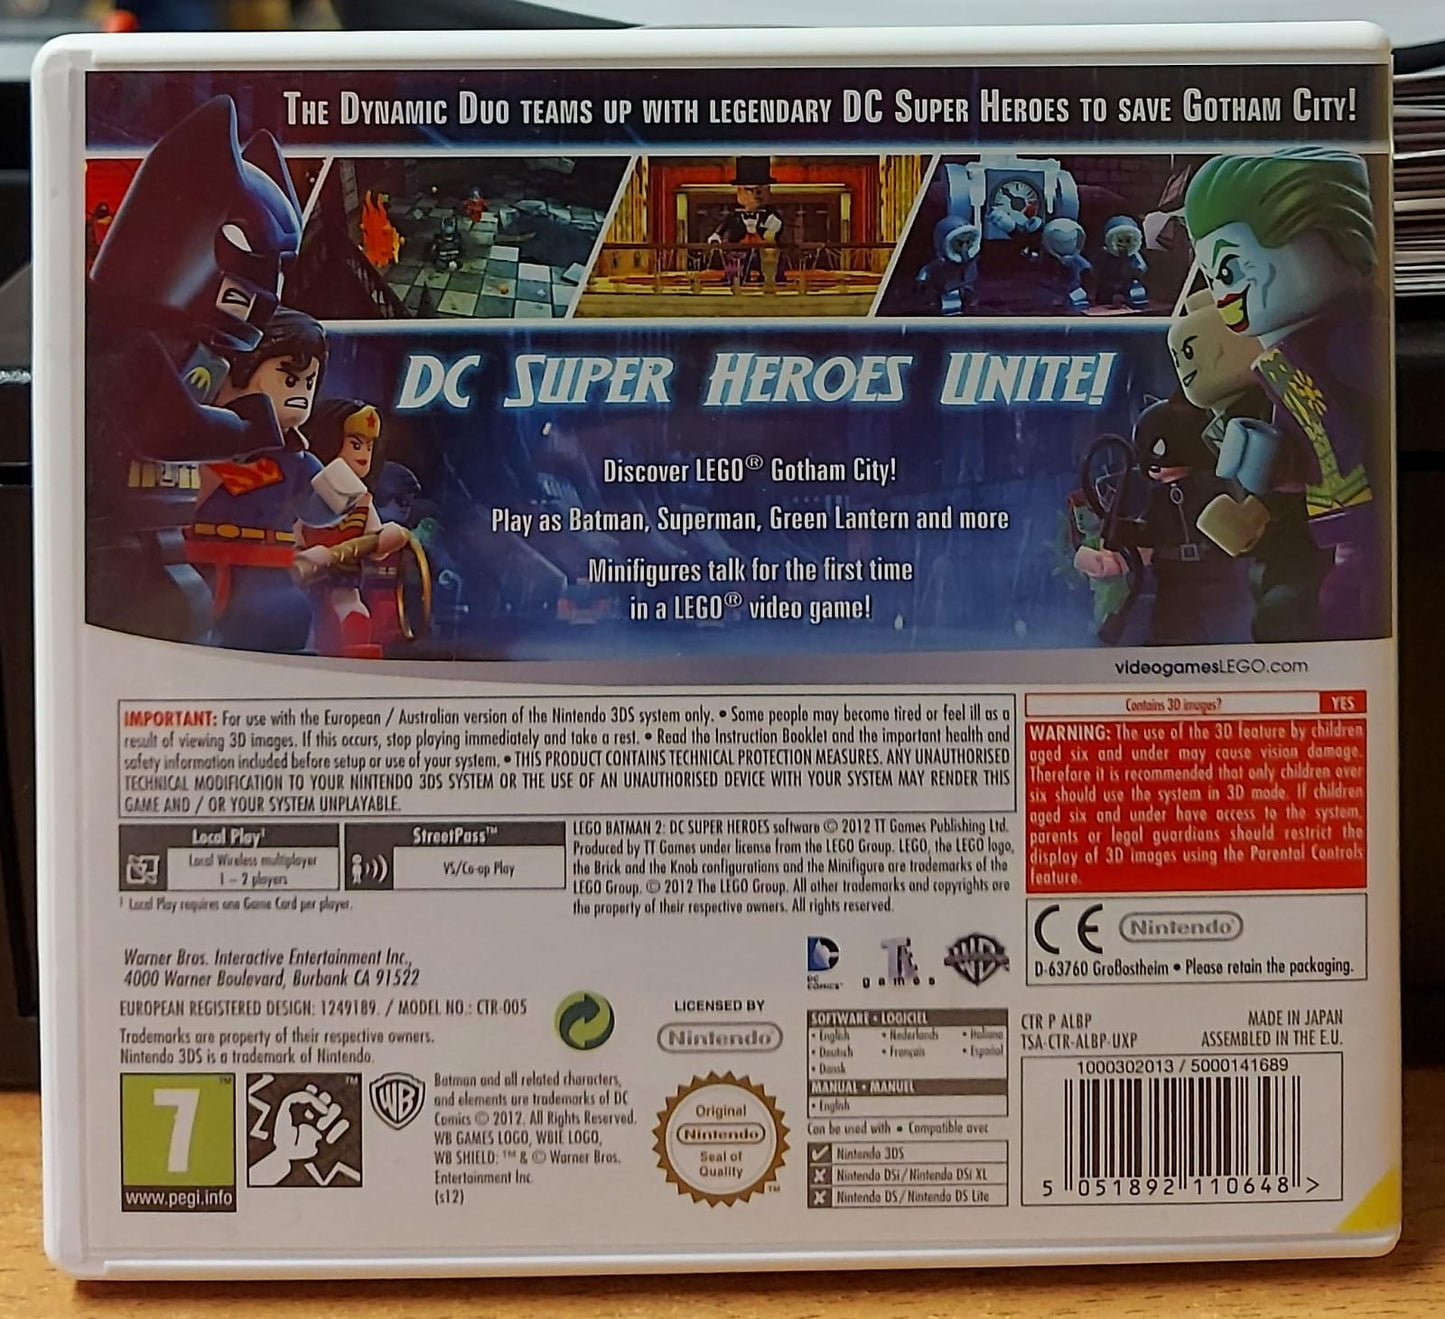 THE DYNAMIC DUO TEAMS UP WITH LEGENDARY DC SUPER HEROES TO SAVE GOTHAM CITY!
DC SUPER HEROES UNITE!
Discover LEGO® Gotham City!
Play as Batman, Superman, Green Lantern and more
Minifigures talk for the first time
in a LEGO® video game!
videogamesLEGO.com
IMPORTANT: For use with the European / Australian version of the Nintendo 3DS system only. • Some people may become tired or feel ill as a
result of viewing 3D images. If this occurs, stop playing immediately and take a rest. • Read the Instruction Booklet and the important health and
safety information included before setup or use of your system. • THIS PRODUCT CONTAINS TECHNICAL PROTECTION MEASURES. ANY UNAUTHORISED
TECHNICAL MODIFICATION TO YOUR NINTENDO 3DS SYSTEM OR THE USE OF AN UNAUTHORISED DEVICE WITH YOUR SYSTEM MAY RENDER THIS
GAME AND / OR YOUR SYSTEM UNPLAYABLE.
Contains 3D images? YES
WARNING: The use of the 3D feature by children
aged six and under may cause vision damage.
Therefore it is recommended that only children over
six should use the system in 3D mode. If children
aged six and under have access to the system,
parents or legal guardians should restrict the
display of 3D images using the Parental Controls
feature.
Local Play¹
Local Wireless multiplayer
1 – 2 players
StreetPass™
VS/Co-op Play
¹ Local Play requires one Game Card per player.
LEGO BATMAN 2: DC SUPER HEROES software © 2012 TT Games Publishing Ltd.
Produced by TT Games under license from the LEGO Group. LEGO, the LEGO logo,
the Brick and the Knob configurations and the Minifigure are trademarks of the
LEGO Group. © 2012 The LEGO Group. All other trademarks and copyrights are
the property of their respective owners. All rights reserved.
CE Nintendo®
D-63760 Großostheim • Please retain the packaging.
Warner Bros. Interactive Entertainment Inc.,
4000 Warner Boulevard, Burbank CA 91522
DC COMICS™
Tt games
WB
EUROPEAN REGISTERED DESIGN: 1249189. / MODEL NO.: CTR-005
Trademarks are property of their respective owners.
Nintendo 3DS is a trademark of Nintendo.
LICENSED BY
Nintendo®
SOFTWARE • LOGICIEL
• English • Nederlands • Italiano
• Deutsch • Français • Español
• Dansk
MANUAL • MANUEL
• English
Can be used with • Compatible avec
Nintendo 3DS
Nintendo DSi / Nintendo DSi XL
Nintendo DS / Nintendo DS Lite
CTR P ALBP
TSA-CTR-ALBP-UXP
MADE IN JAPAN
ASSEMBLED IN THE E.U.
1000302013 / 5000141689
5 051892 110648 >
7™
www.pegi.info
™
WB
Batman and all related characters,
and elements are trademarks of DC
Comics © 2012. All Rights Reserved.
WB GAMES LOGO, WBIE LOGO,
WB SHIELD: ™ & © Warner Bros.
Entertainment Inc.
(s12)
Original
Nintendo®
Seal of
Quality
™